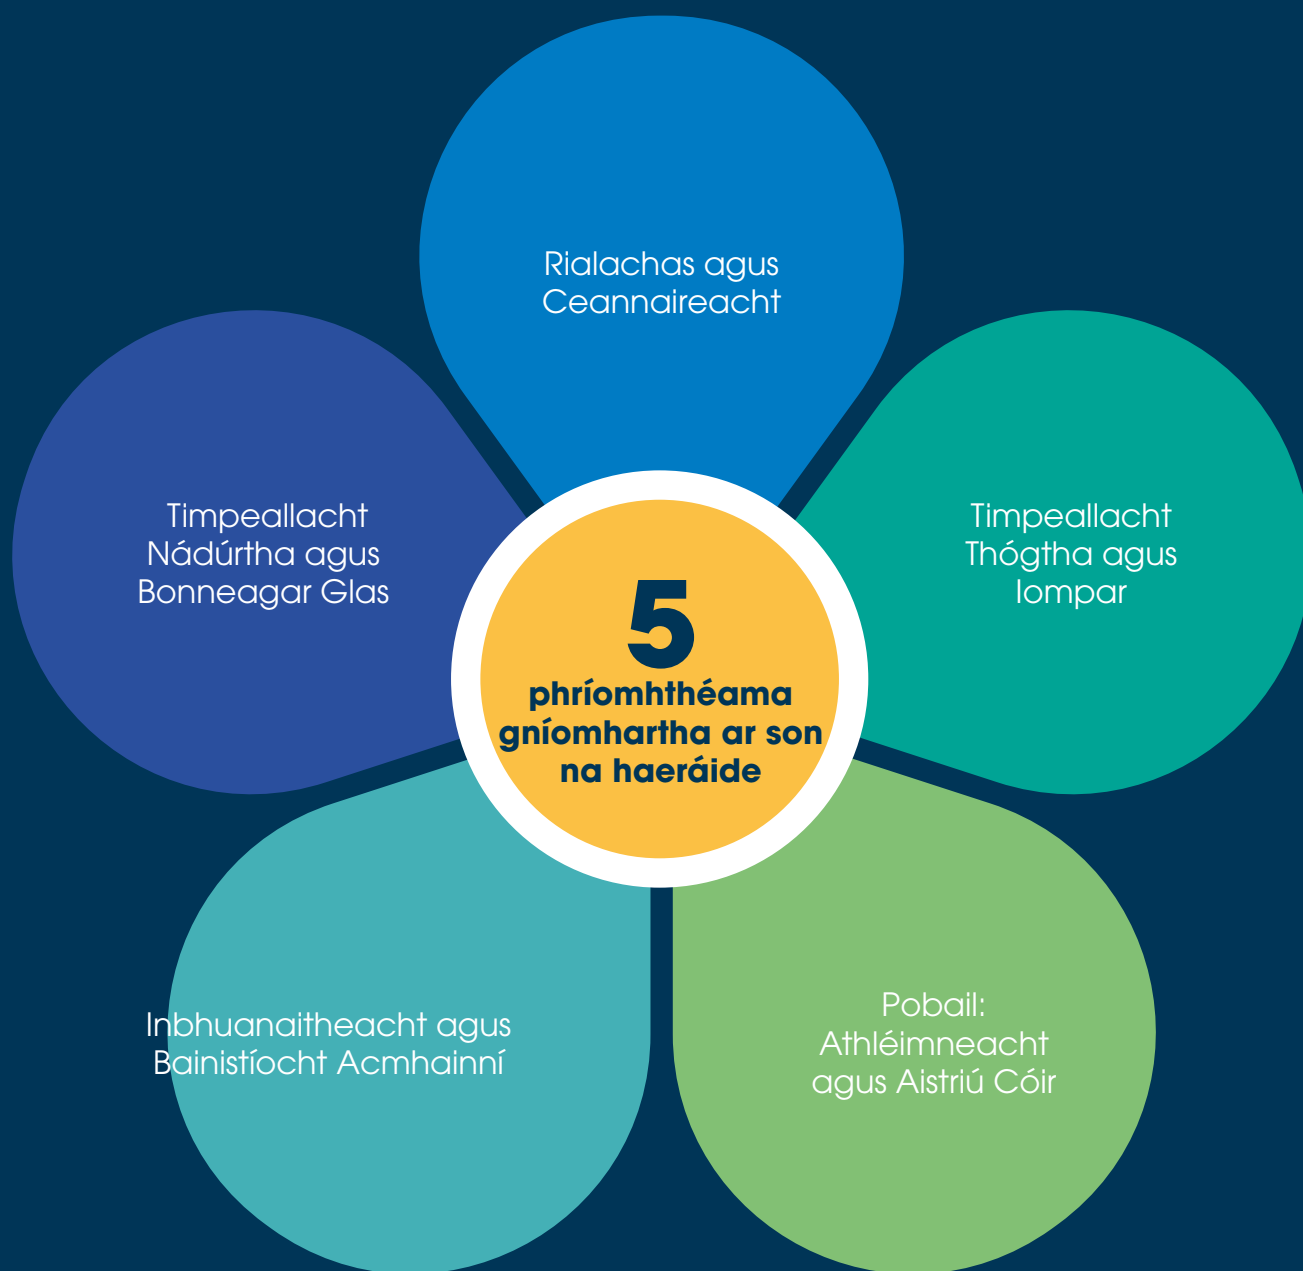 Rialachas agus
Ceannaireacht
Timpeallacht
Nádúrtha agus
Bonneagar Glas
Timpeallacht
Thógtha agus
Iompar
5
phríomhthéama
gníomhartha ar son
na haeráide
Inbhuanaitheacht agus
Bainistíocht Acmhainní
Pobail:
Athléimneacht
agus Aistriú Cóir